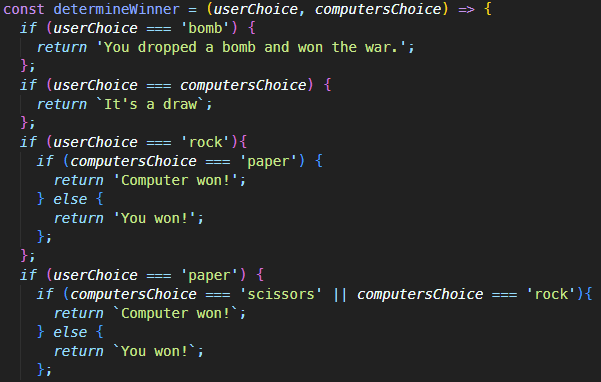 const determineWinner = (userChoice, computersChoice) => {
  if (userChoice === 'bomb') {
    return 'You dropped a bomb and won the war.';
  };
  if (userChoice === computersChoice) {
    return `It's a draw`;
  };
  if (userChoice === 'rock'){
    if (computersChoice === 'paper') {
      return 'Computer won!';
    } else {
      return 'You won!';
    };
  };
  if (userChoice === 'paper') {
    if (computersChoice === 'scissors' || computersChoice === 'rock'){
      return `Computer won!`;
    } else {
      return `You won!`;
    };